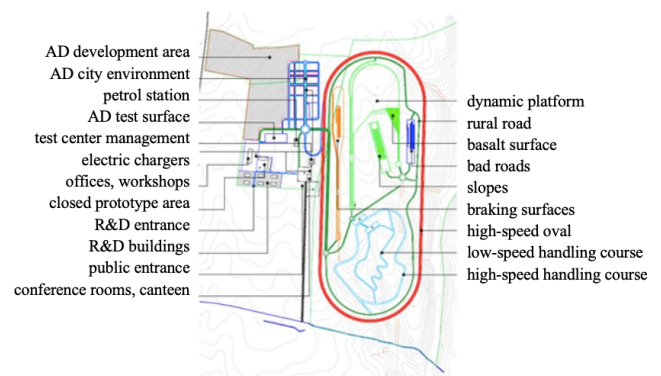 AD development area
AD city environment
petrol station
AD test surface
test center management
electric chargers
offices, workshops
closed prototype area
R&D entrance
R&D buildings
public entrance
conference rooms, canteen
dynamic platform
rural road
basalt surface
bad roads
slopes
braking surfaces
high-speed oval
low-speed handling course
high-speed handling course